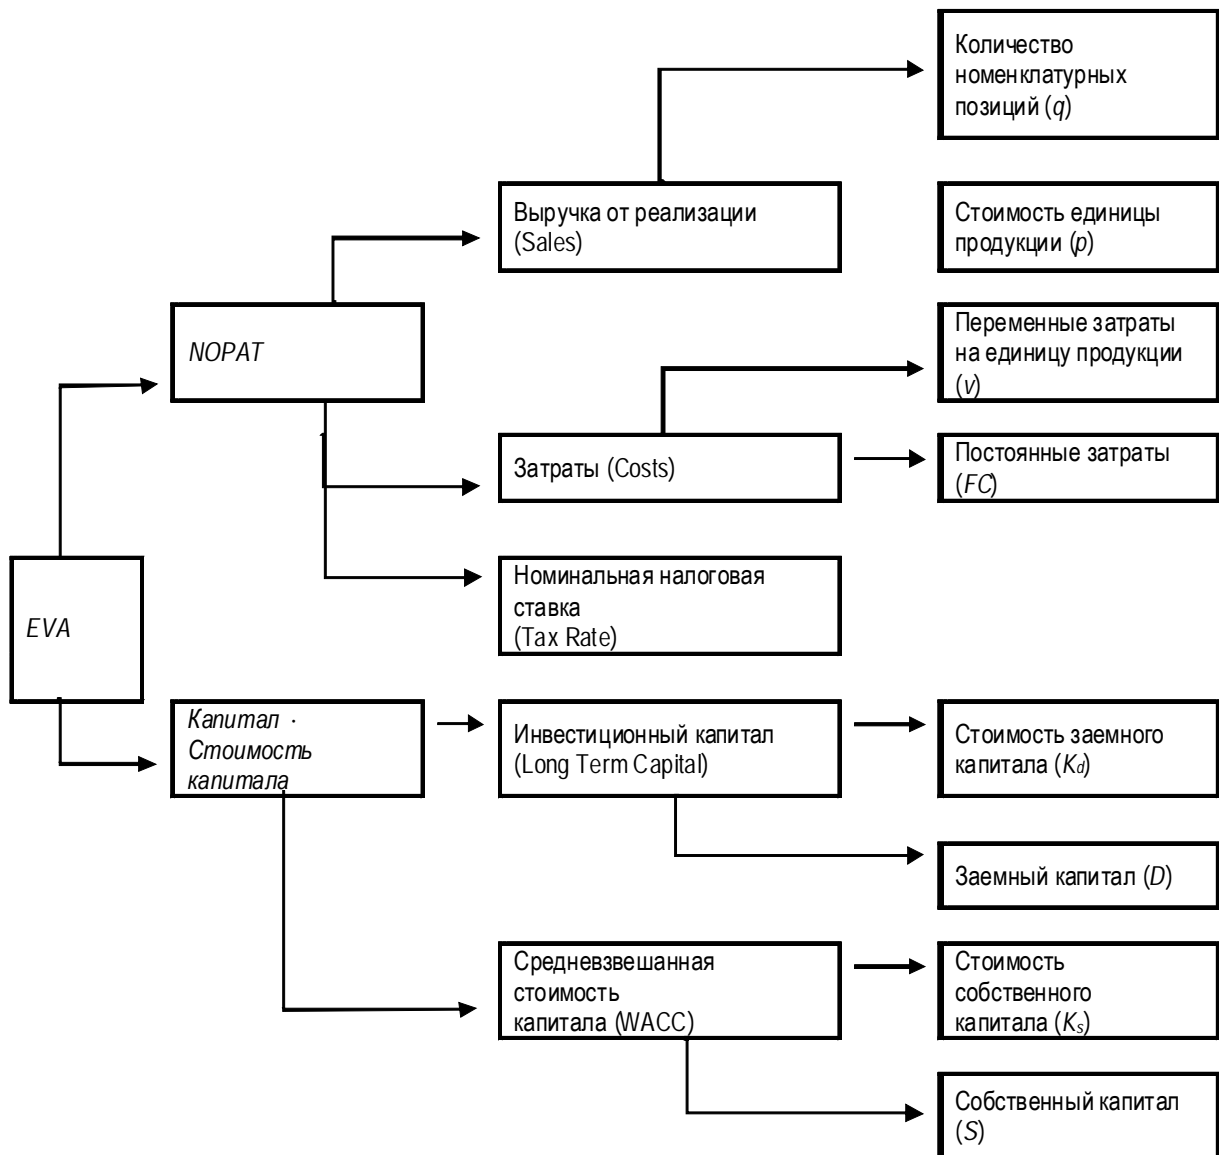 Количество
номенклатурных
позиций (q)
Выручка от реализации
(Sales)
Стоимость единицы
продукции (p)
NOPAT
Переменные затраты
на единицу продукции
(v)
Затраты (Costs)
Постоянные затраты
(FC)
EVA
Номинальная налоговая
ставка
(Tax Rate)
Капитал ·
Стоимость
капитала
Инвестиционный капитал
(Long Term Capital)
Стоимость заемного
капитала (Kd)
Заемный капитал (D)
Средневзвешанная
стоимость
капитала (WACC)
Стоимость
собственного
капитала (Ks)
Собственный капитал
(S)